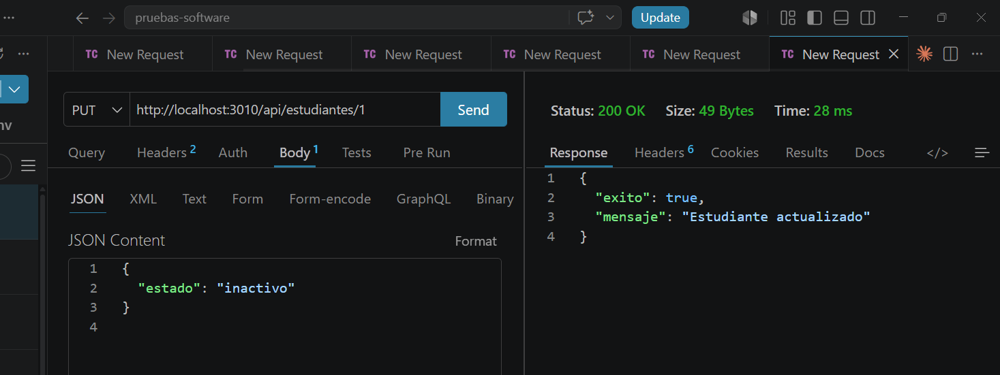 pruebas-software
Update
TC New Request
TC New Request
TC New Request
TC New Request
TC New Request
TC New Request
PUT
http://localhost:3010/api/estudiantes/1
Send
Status: 200 OK Size: 49 Bytes Time: 28 ms
Query Headers 2 Auth Body 1 Tests Pre Run
Response Headers 6 Cookies Results Docs </>
JSON XML Text Form Form-encode GraphQL Binary
JSON Content
Format
1 {
2 "estado": "inactivo"
3 }
4
1 {
2 "exito": true,
3 "mensaje": "Estudiante actualizado"
4 }